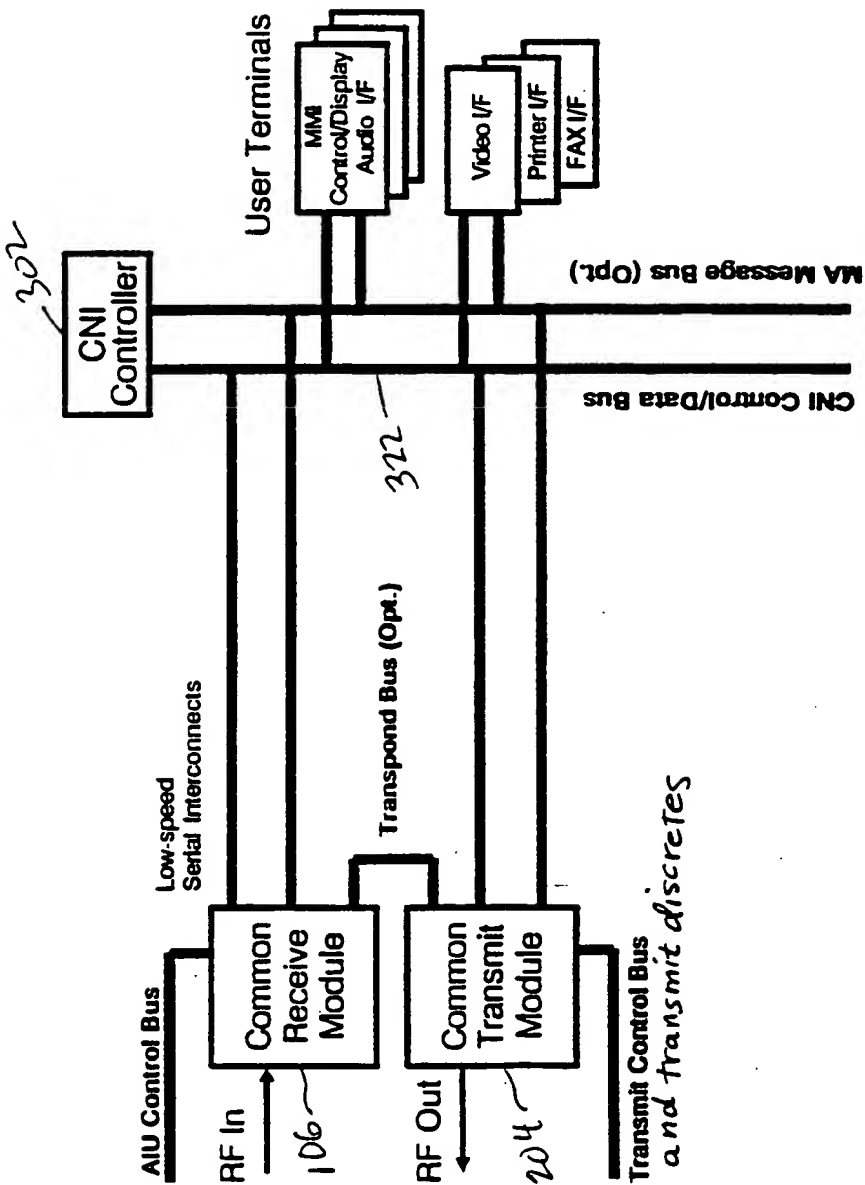 302
CNI
Controller
User Terminals
MMI
Control/Display
Audio I/F
Video I/F
Printer I/F
FAX I/F
MA Message Bus (Opt.)
CNI Control/Data Bus
322
Low-speed
Serial Interconnects
Transpond Bus (Opt.)
AIU Control Bus
RF In
Common
Receive
Module
106
RF Out
Common
Transmit
Module
204
Transmit Control Bus
and transmit discretes